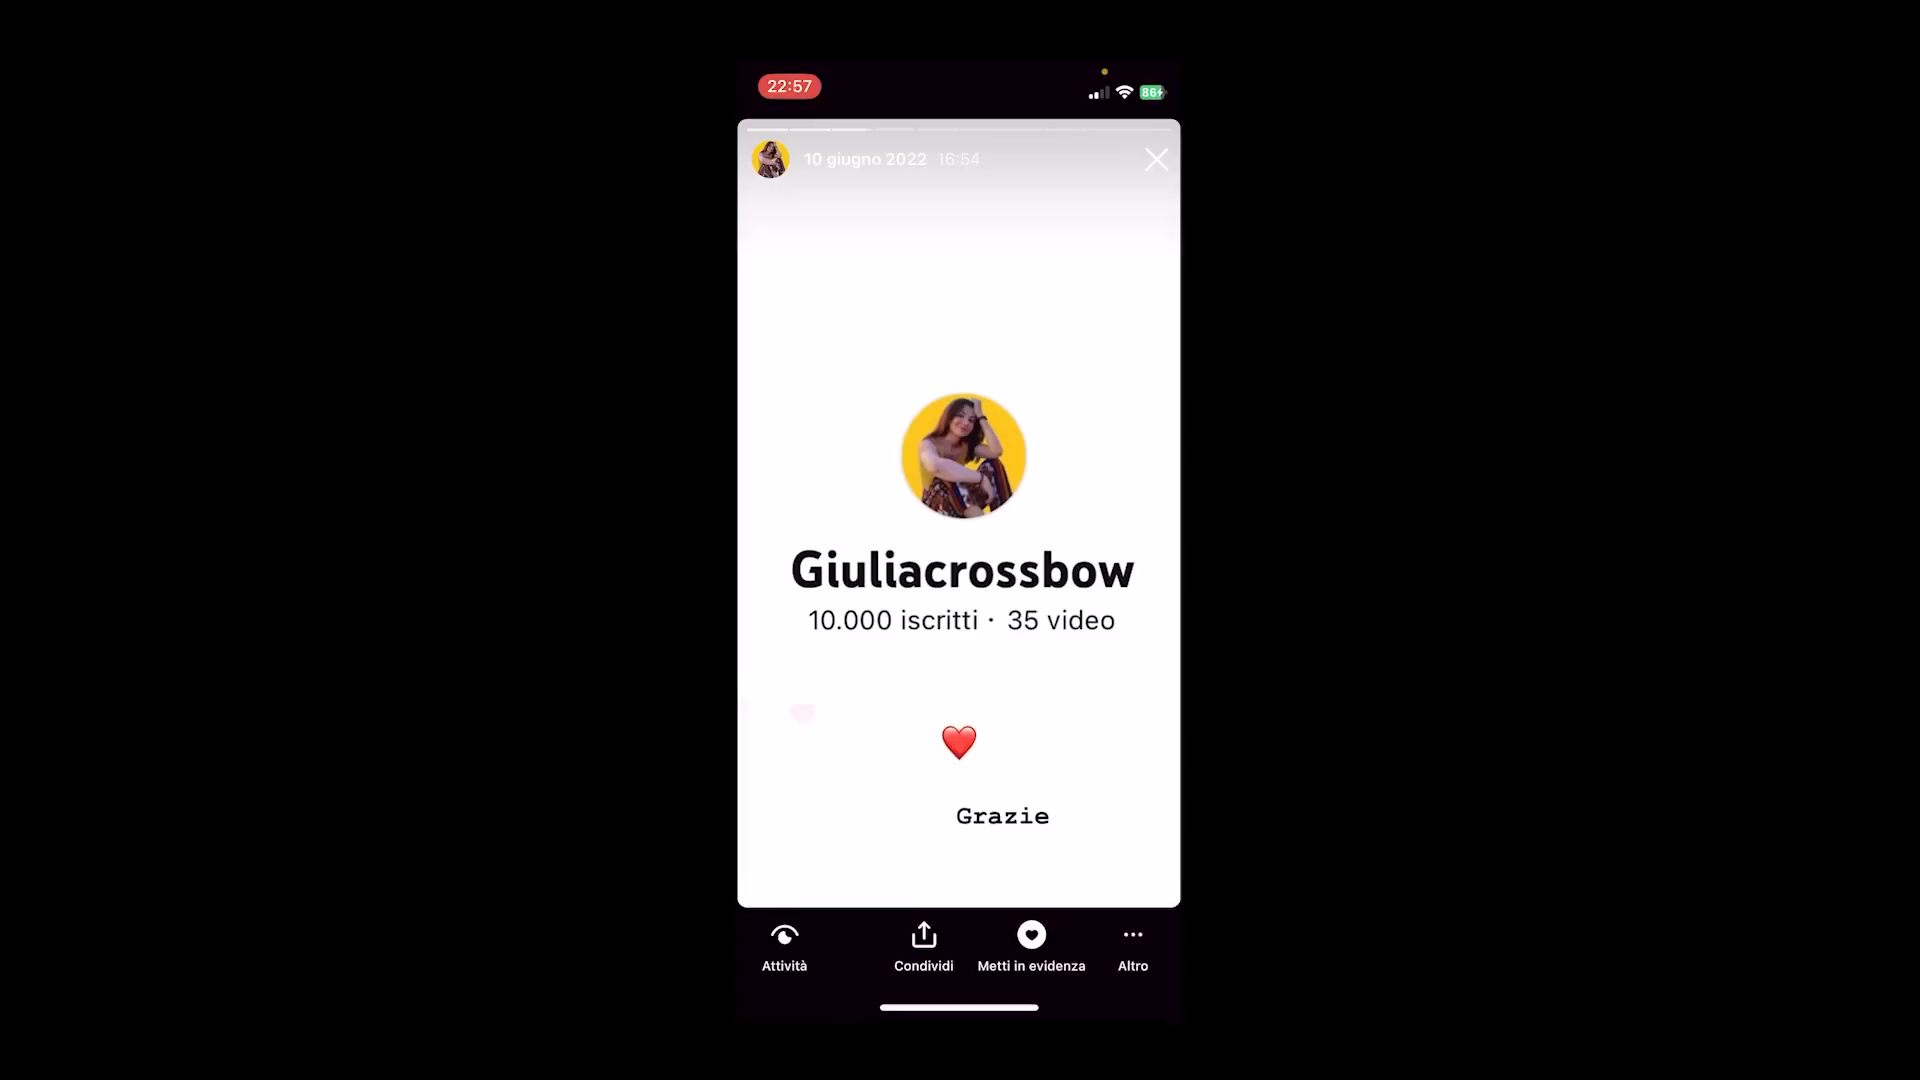 22:57
86
10 giugno 2022 16:54
Giuliacrossbow
10.000 iscritti · 35 video
Grazie
Attività Condividi Metti in evidenza Altro